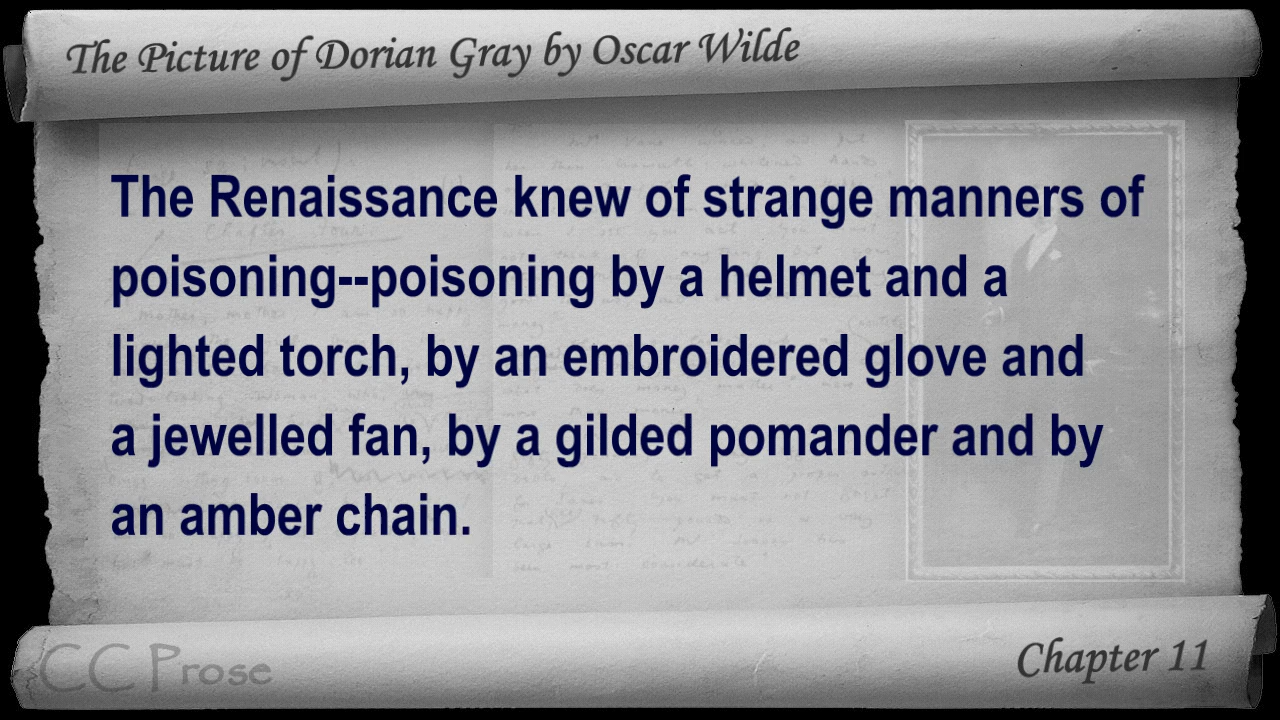 The Picture of Dorian Gray by Oscar Wilde
The Renaissance knew of strange manners of
poisoning--poisoning by a helmet and a
lighted torch, by an embroidered glove and
a jewelled fan, by a gilded pomander and by
an amber chain.
CC Prose
Chapter 11